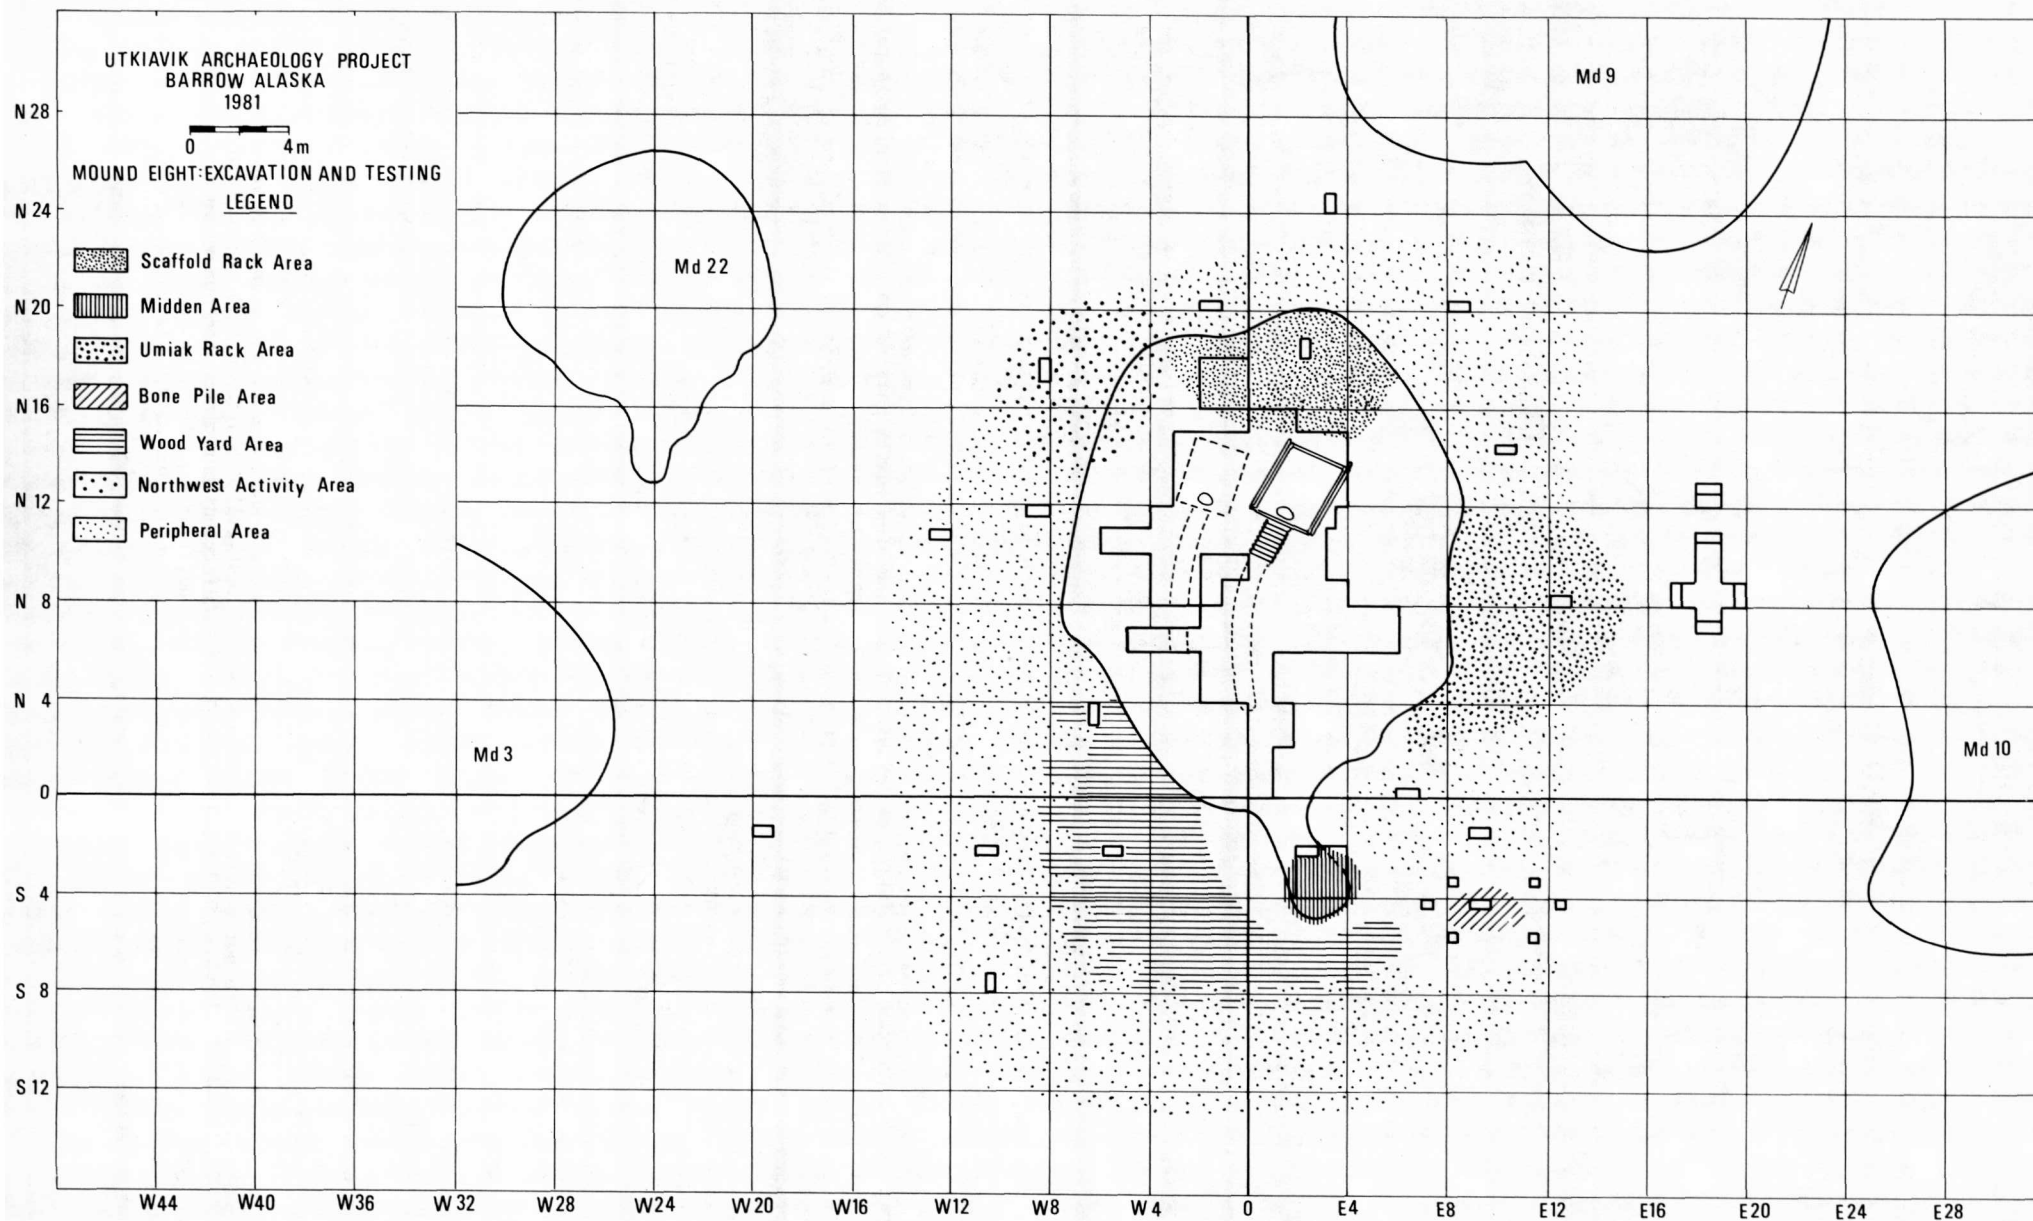 UTKIAVIK ARCHAEOLOGY PROJECT
BARROW ALASKA
1981
0 4m
MOUND EIGHT:EXCAVATION AND TESTING
LEGEND
Scaffold Rack Area
Midden Area
Umiak Rack Area
Bone Pile Area
Wood Yard Area
Northwest Activity Area
Peripheral Area
N 28
N 24
N 20
N 16
N 12
N 8
N 4
0
S 4
S 8
S 12
Md 9
Md 22
Md 3
Md 10
W44 W40 W36 W32 W28 W24 W20 W16 W12 W8 W4 0 E4 E8 E12 E16 E20 E24 E28